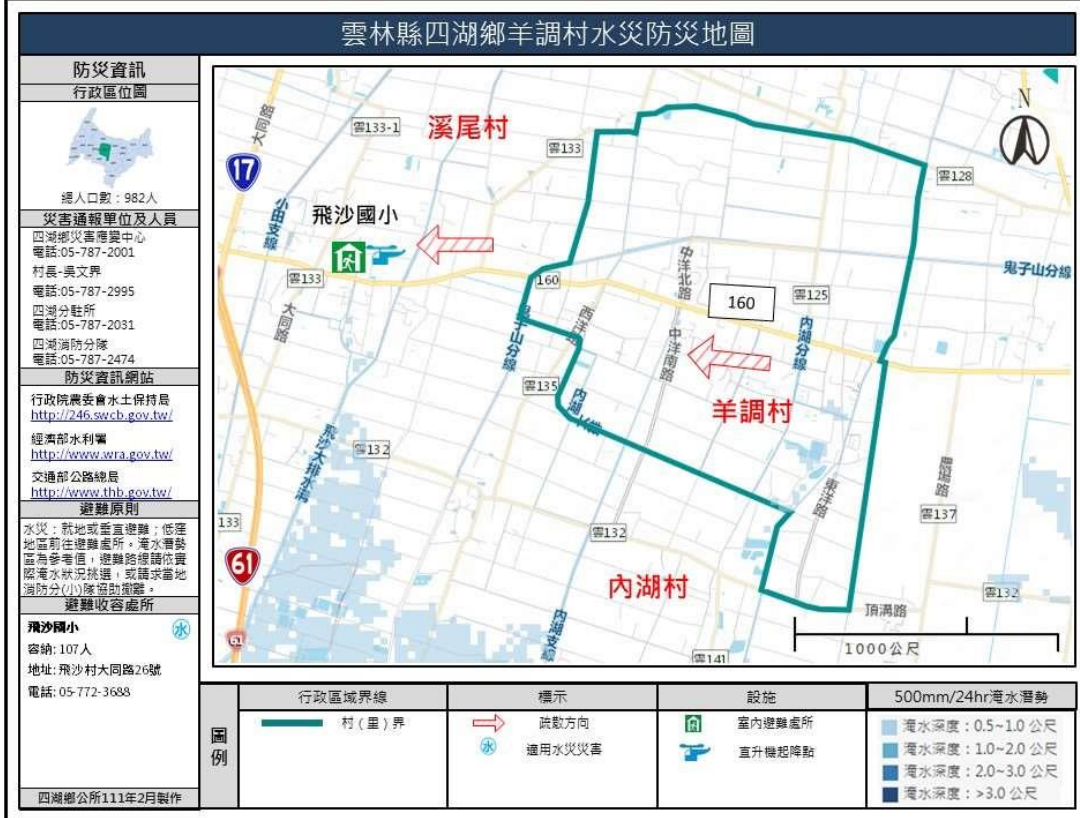 雲林縣四湖鄉羊調村水災防災地圖
防災資訊
行政區位圖
總人口數：982人
災害通報單位及人員
四湖鄉災害應變中心
電話:05-787-2001
村長-吳文界
電話:05-787-2995
四湖分駐所
電話:05-787-2031
四湖消防分隊
電話:05-787-2474
防災資訊網站
行政院農委會水土保持局
http://246.swcb.gov.tw/
經濟部水利署
http://www.wra.gov.tw/
交通部公路總局
http://www.thb.gov.tw/
避難原則
水災：就地或垂直避難；低窪
地區前往避難處所。淹水潛勢
區為參考值，避難路線請依實
際淹水狀況挑選，或請求當地
消防分(小)隊協助撤離。
避難收容處所
飛沙國小
水
容納: 107人
地址: 飛沙村大同路26號
電話: 05-772-3688
四湖鄉公所111年2月製作
大同路
雲133-1
溪尾村
雲133
N
17
雲128
小田支線
飛沙國小
中洋北路
鬼子山分線
雲133
160
160
雲125
大同路
鬼子山分線
西洋路
中洋南路
內湖分線
雲135
羊調村
飛沙大排水溝
雲132
東洋路
農場路
133
雲132
雲137
61
內湖村
雲132
內湖支線
頂溝路
61
雲141
1000公尺
圖例
行政區域界線
村（里）界
標示
疏散方向
水
適用水災災害
設施
室內避難處所
直升機起降點
500mm/24hr淹水潛勢
淹水深度：0.5~1.0 公尺
淹水深度：1.0~2.0 公尺
淹水深度：2.0~3.0 公尺
淹水深度：>3.0 公尺